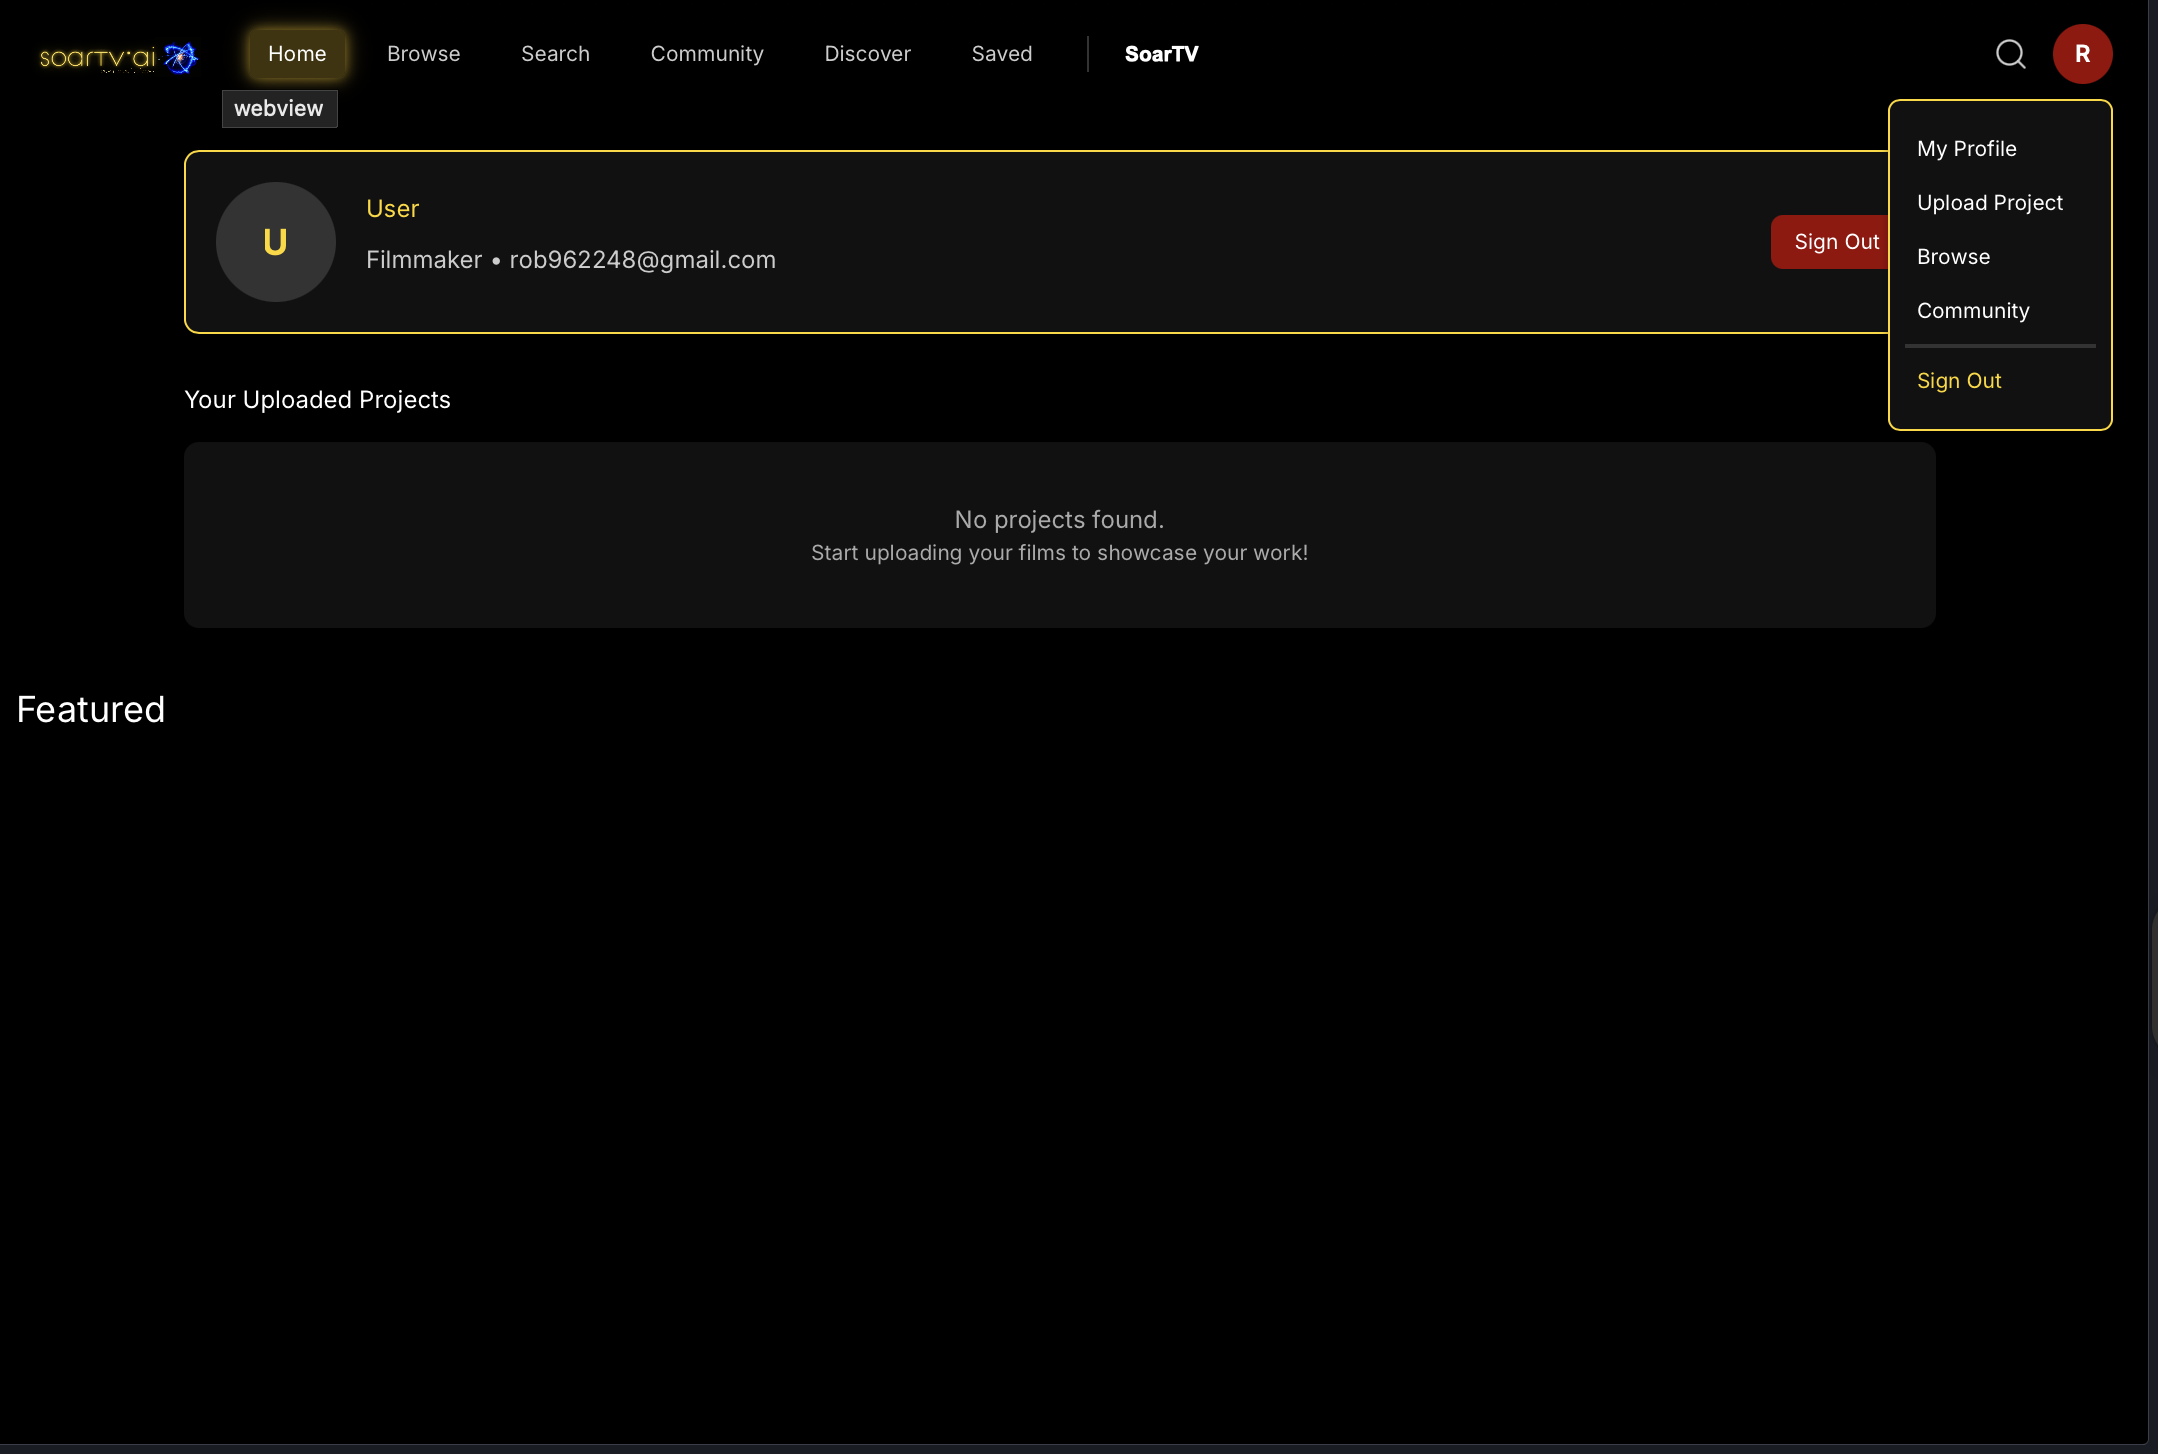 soarTV·ai
Home Browse Search Community Discover Saved SoarTV R
webview
My Profile
Upload Project
Browse
Community
Sign Out
U
User
Filmmaker • rob962248@gmail.com
Sign Out
Your Uploaded Projects
No projects found.
Start uploading your films to showcase your work!
Featured